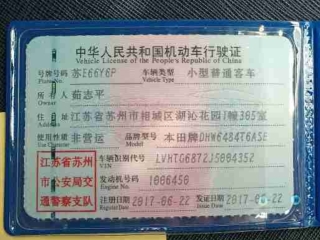 中华人民共和国机动车行驶证
Vehicle License of the People's Republic of China
号牌号码 苏E66Y6P 车辆类型 小型普通客车
Plate No. Vehicle Type
所有人 茹志平
Owner
住址 江苏省苏州市相城区湖沁花园1幢305室
Address
使用性质 非营运 品牌型号 本田牌DHW6484T6ASE
Use Character Model
江苏省苏州
市公安局交
通警察支队
车辆识别代号 LVHTG6872J5004352
VIN
发动机号码 1006450
Engine No.
注册日期 2017-06-22 发证日期 2017-06-22
Register Date Issue Date